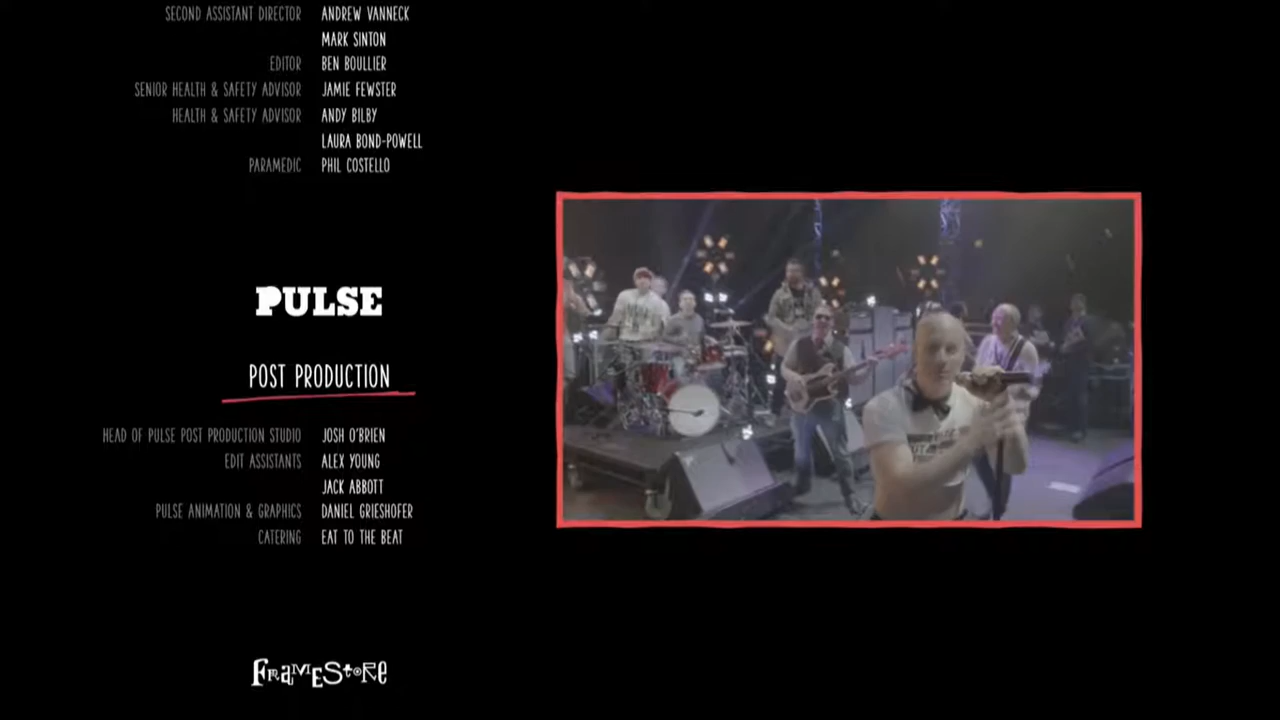 SECOND ASSISTANT DIRECTOR ANDREW VANNECK
MARK SINTON
EDITOR BEN BOULLIER
SENIOR HEALTH & SAFETY ADVISOR JAMIE FEWSTER
HEALTH & SAFETY ADVISOR ANDY BILBY
LAURA BOND-POWELL
PARAMEDIC PHIL COSTELLO
PULSE
POST PRODUCTION
HEAD OF PULSE POST PRODUCTION STUDIO JOSH O'BRIEN
EDIT ASSISTANTS ALEX YOUNG
JACK ABBOTT
PULSE ANIMATION & GRAPHICS DANIEL GRIESHOFER
CATERING EAT TO THE BEAT
FRAMESTORE